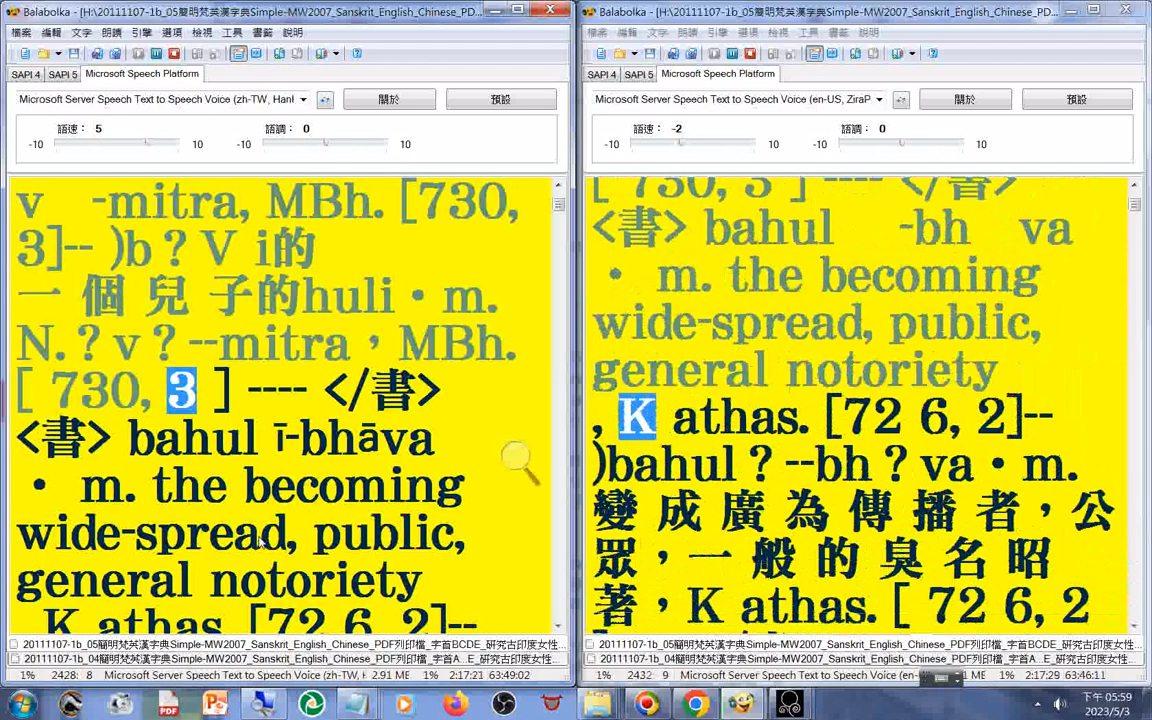 Balabolka - [H:\20111107-1b_05簡明梵英漢字典Simple-MW2007_Sanskrit_English_Chinese_PD...
檔案 編輯 文字 朗讀 引擎 選項 檢視 工具 書籤 說明
SAPI 4 SAPI 5 Microsoft Speech Platform
Microsoft Server Speech Text to Speech Voice (zh-TW, Hanl
關於 預設
語速： 5 語調： 0
-10 10 -10 10
v -mitra, MBh. [730,
3]-- )b？V i的
一 個 兒 子的huli・m.
N.？v？--mitra，MBh.
[ 730, 3 ] ---- </書>
<書> bahul ī-bhāva
・ m. the becoming
wide-spread, public,
general notoriety
, K athas. [72 6, 2]--
20111107-1b_05簡明梵英漢字典Simple-MW2007_Sanskrit_English_Chinese_PDF列印檔_字首BCDE_研究古印度女性...
20111107-1b_04簡明梵英漢字典Simple-MW2007_Sanskrit_English_Chinese_PDF列印檔_字首A...E_研究古印度女性...
1% 2428: 8 Microsoft Server Speech Text to Speech Voice (zh-TW, 2.91 MB 1% 2:17:21 63:49:02
Balabolka - [H:\20111107-1b_05簡明梵英漢字典Simple-MW2007_Sanskrit_English_Chinese_PD...
檔案 編輯 文字 朗讀 引擎 選項 檢視 工具 書籤 說明
SAPI 4 SAPI 5 Microsoft Speech Platform
Microsoft Server Speech Text to Speech Voice (en-US, ZiraP
關於 預設
語速： -2 語調： 0
-10 10 -10 10
[ 730, 3 ] ---- </書>
<書> bahul -bh va
・ m. the becoming
wide-spread, public,
general notoriety
, K athas. [72 6, 2]--
)bahul？--bh？va・m.
變 成 廣 為 傳 播 者，公
眾，一 般 的 臭 名 昭
著，K athas. [ 72 6, 2
20111107-1b_05簡明梵英漢字典Simple-MW2007_Sanskrit_English_Chinese_PDF列印檔_字首BCDE_研究古印度女性...
20111107-1b_04簡明梵英漢字典Simple-MW2007_Sanskrit_English_Chinese_PDF列印檔_字首A...E_研究古印度女性...
1% 2432: 9 Microsoft Server Speech 1% 2:17:29 63:46:11
下午 05:59
2023/5/3